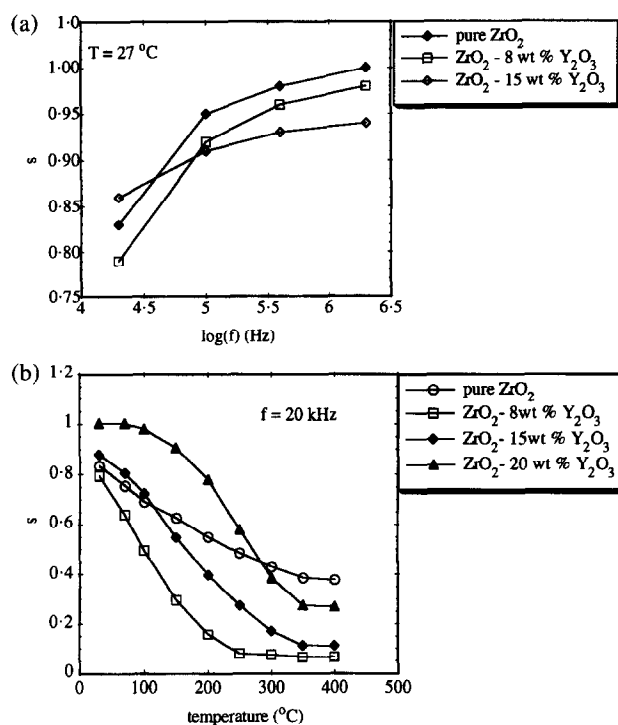 (a)
T = 27 °C
pure ZrO2
ZrO2 - 8 wt % Y2O3
ZrO2 - 15 wt % Y2O3
1·05
1·00
0·95
0·90
0·85
0·80
0·75
s
4 4·5 5 5·5 6 6·5
log(f) (Hz)
(b)
f = 20 kHz
pure ZrO2
ZrO2- 8wt % Y2O3
ZrO2- 15wt % Y2O3
ZrO2- 20 wt % Y2O3
1·2
1
0·8
0·6
0·4
0·2
0
s
0 100 200 300 400 500
temperature (°C)